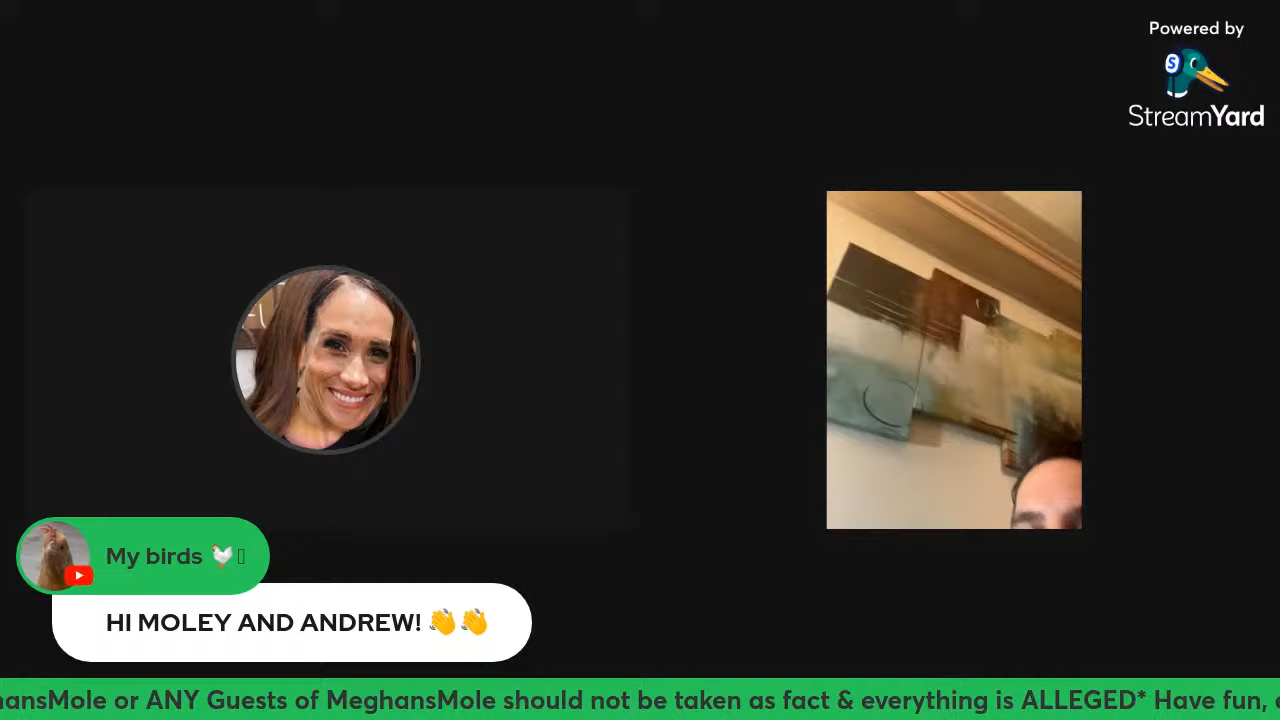 Powered by
S
StreamYard
My birds 🐓
HI MOLEY AND ANDREW! 👋👋
hansMole or ANY Guests of MeghansMole should not be taken as fact & everything is ALLEGED* Have fun,